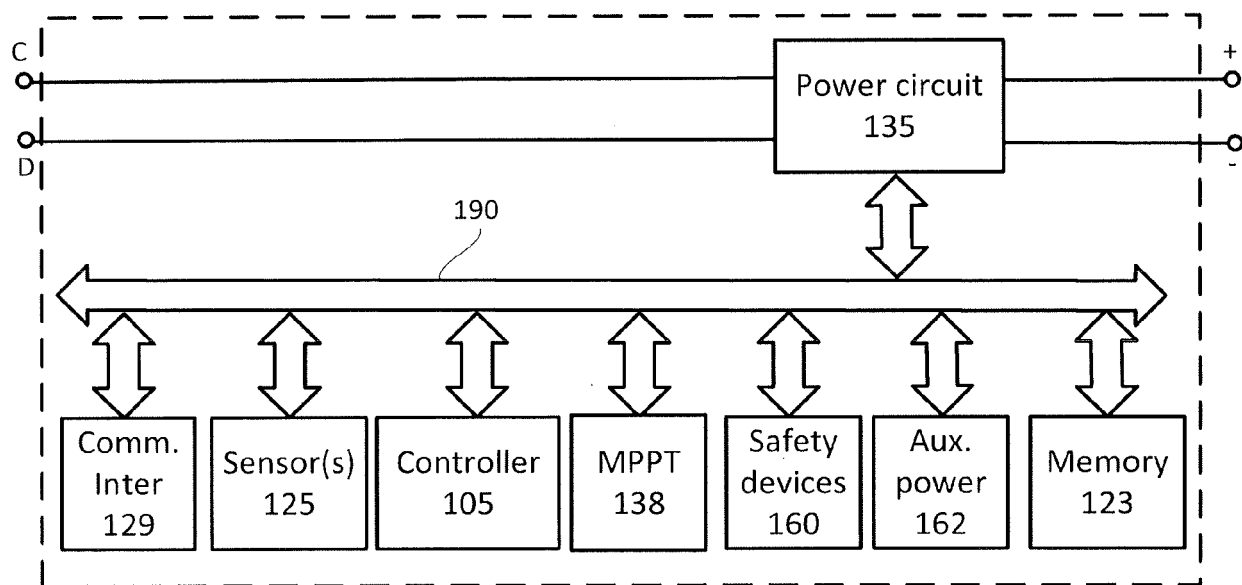 C
+
Power circuit
135
D
-
190
Comm.
Inter
129
Sensor(s)
125
Controller
105
MPPT
138
Safety
devices
160
Aux.
power
162
Memory
123